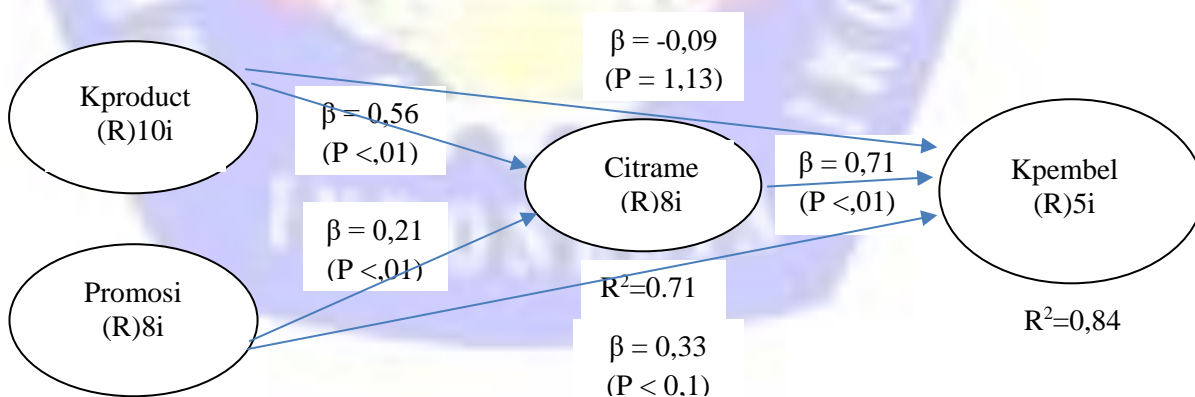 Kproduct
(R)10i
β = 0,56
(P <,01)
β = -0,09
(P = 1,13)
Citrame
(R)8i
β = 0,71
(P <,01)
Kpembel
(R)5i
β = 0,21
(P <,01)
Promosi
(R)8i
R²=0.71
R²=0,84
β = 0,33
(P < 0,1)